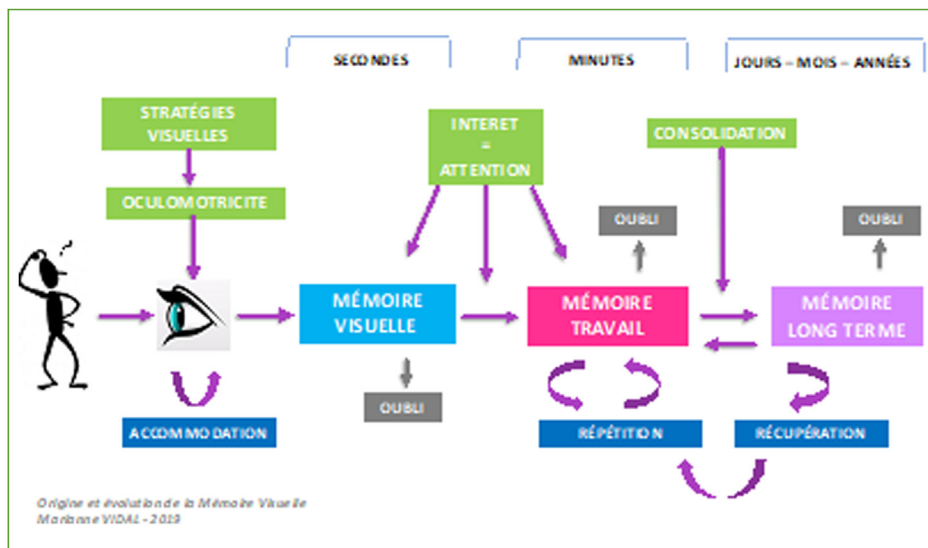 SECONDES
MINUTES
JOURS – MOIS – ANNÉES
STRATÉGIES
VISUELLES
INTERET
=
ATTENTION
CONSOLIDATION
OCULOMOTRICITE
OUBLI
OUBLI
MÉMOIRE
VISUELLE
MÉMOIRE
TRAVAIL
MÉMOIRE
LONG TERME
OUBLI
ACCOMMODATION
RÉPÉTITION
RÉCUPÉRATION
Origine et évolution de la Mémoire Visuelle
Marianne VIDAL - 2019